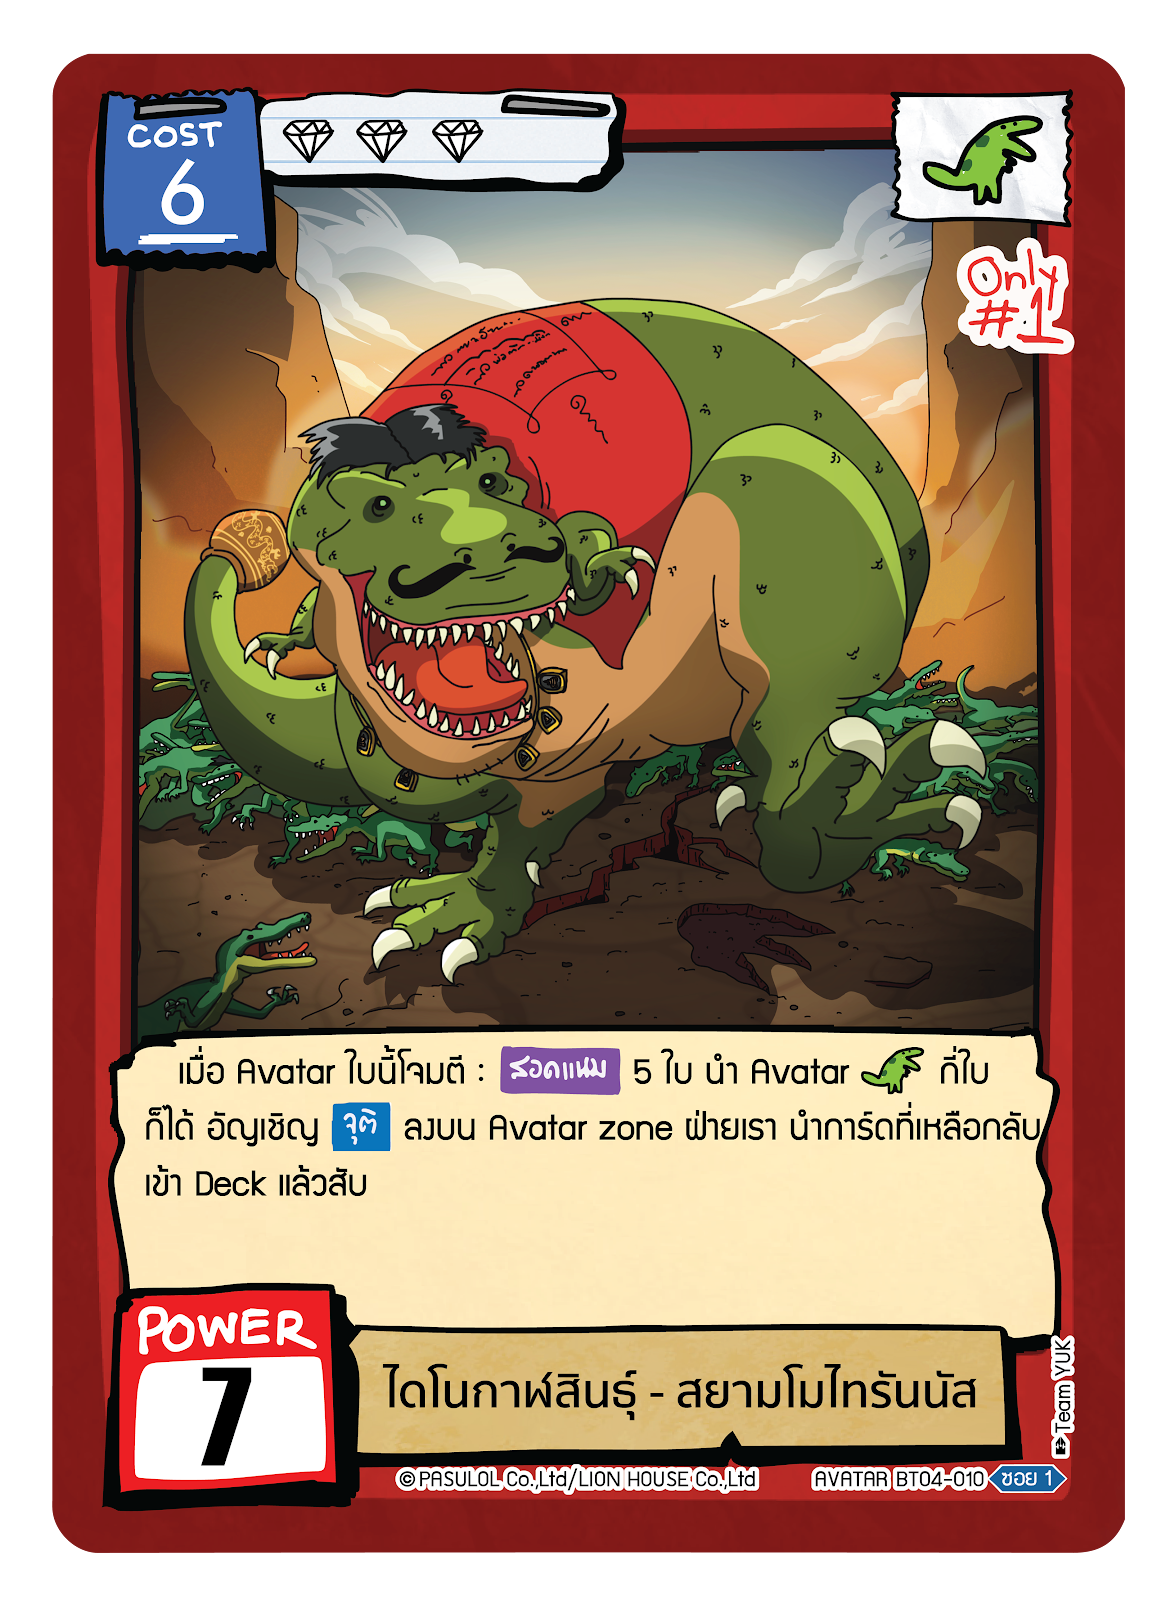 COST
6
Only
#1
เมื่อ Avatar ใบนี้โจมตี : สอดแนม 5 ใบ นำ Avatar กี่ใบ
ก็ได้ อัญเชิญ จุติ ลงบน Avatar zone ฝ่ายเรา นำการ์ดที่เหลือกลับ
เข้า Deck แล้วสับ
POWER
7
ไดโนกาฬสินธุ์ - สยามโมไทรันนัส
Team YUK
©PASULOL Co.,Ltd/LION HOUSE Co.,Ltd
AVATAR BT04-010 ซอย 1